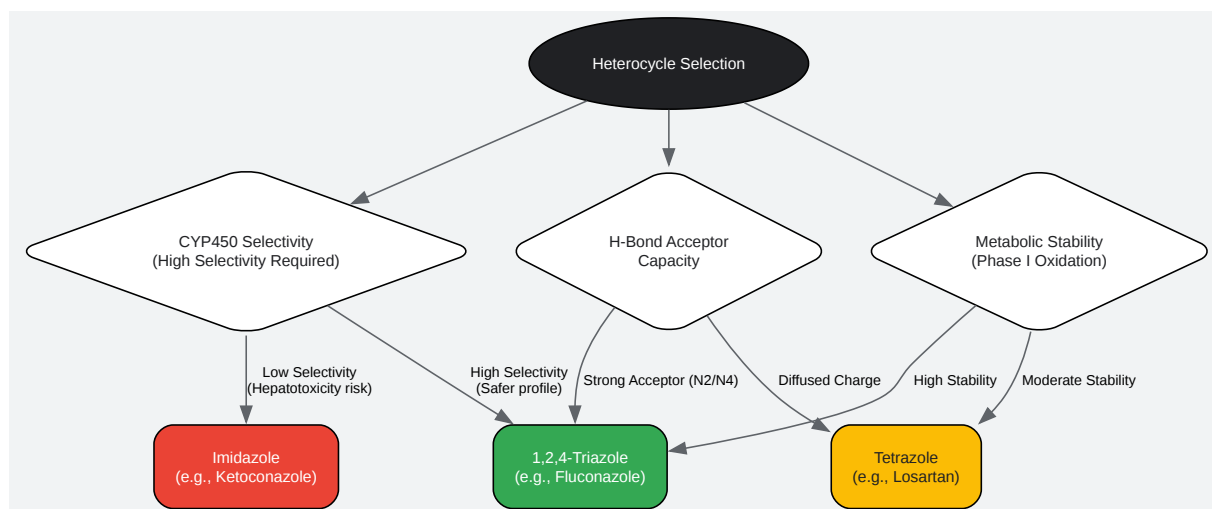 Heterocycle Selection
CYP450 Selectivity
(High Selectivity Required)
H-Bond Acceptor
Capacity
Metabolic Stability
(Phase I Oxidation)
Low Selectivity
(Hepatotoxicity risk)
High Selectivity
(Safer profile)
Strong Acceptor (N2/N4)
Diffused Charge
High Stability
Moderate Stability
Imidazole
(e.g., Ketoconazole)
1,2,4-Triazole
(e.g., Fluconazole)
Tetrazole
(e.g., Losartan)